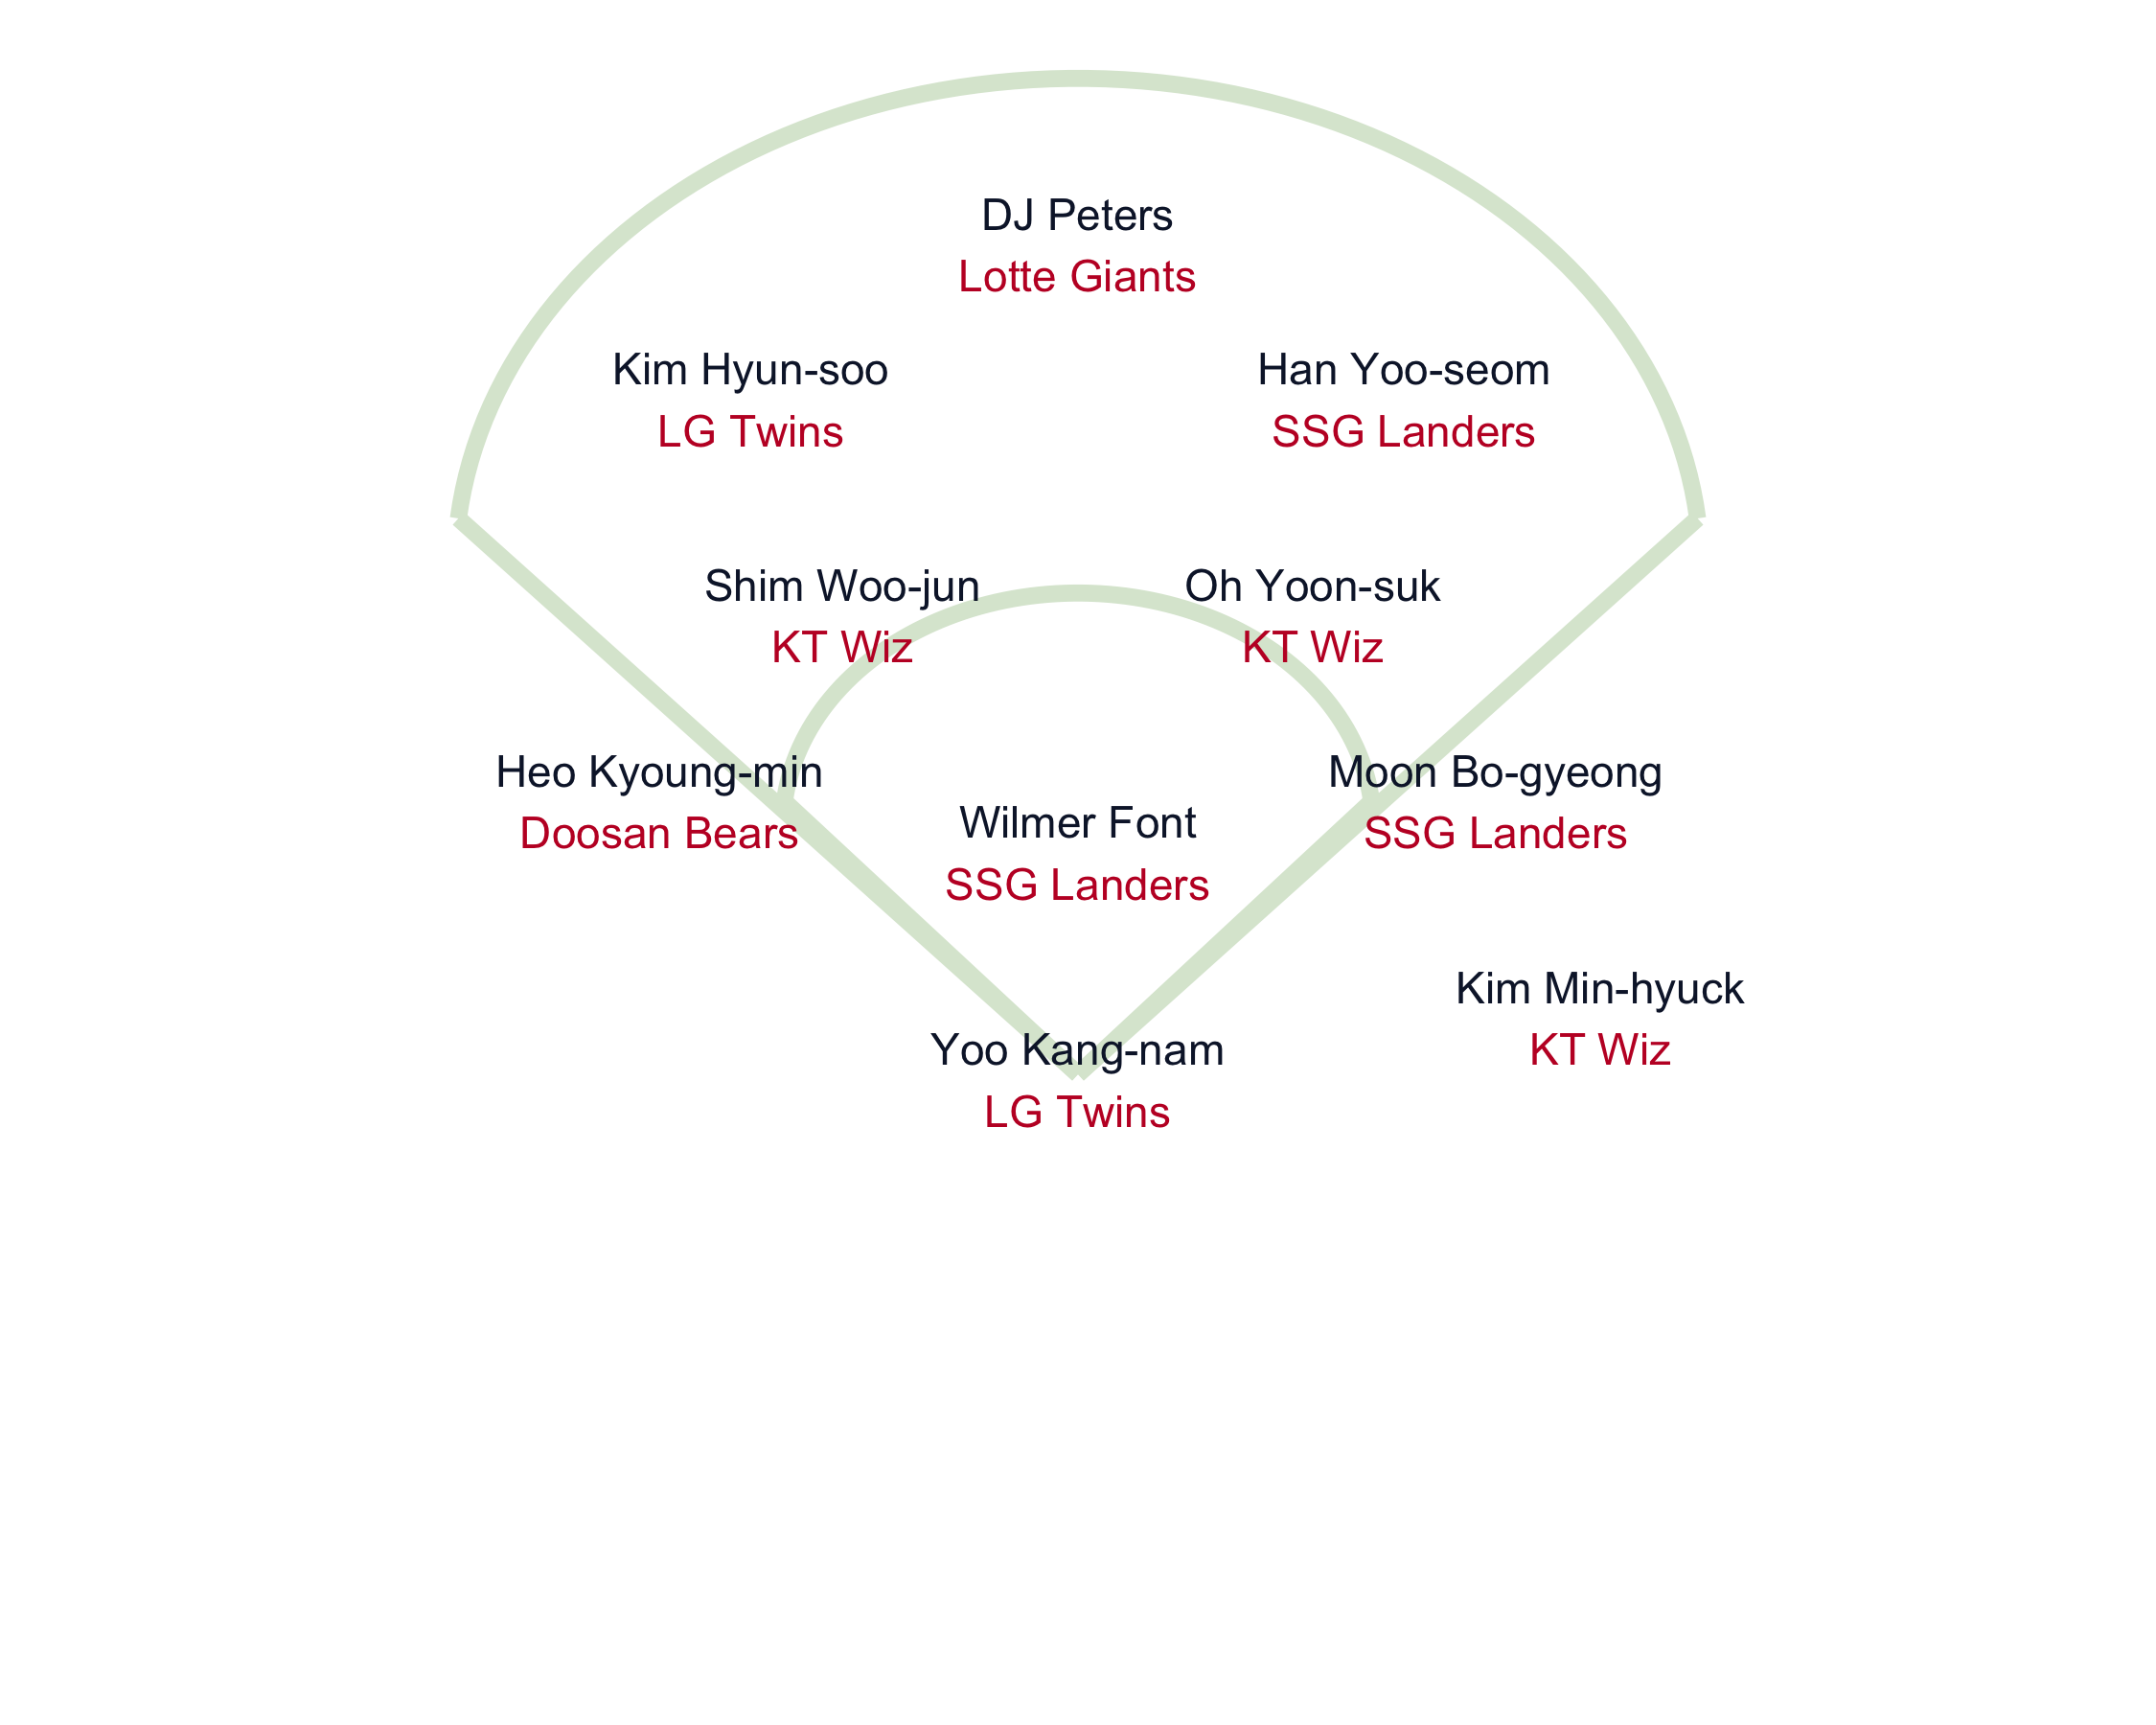 DJ Peters
Lotte Giants
Kim Hyun-soo
LG Twins
Han Yoo-seom
SSG Landers
Shim Woo-jun
KT Wiz
Oh Yoon-suk
KT Wiz
Heo Kyoung-min
Doosan Bears
Wilmer Font
SSG Landers
Moon Bo-gyeong
SSG Landers
Kim Min-hyuck
KT Wiz
Yoo Kang-nam
LG Twins